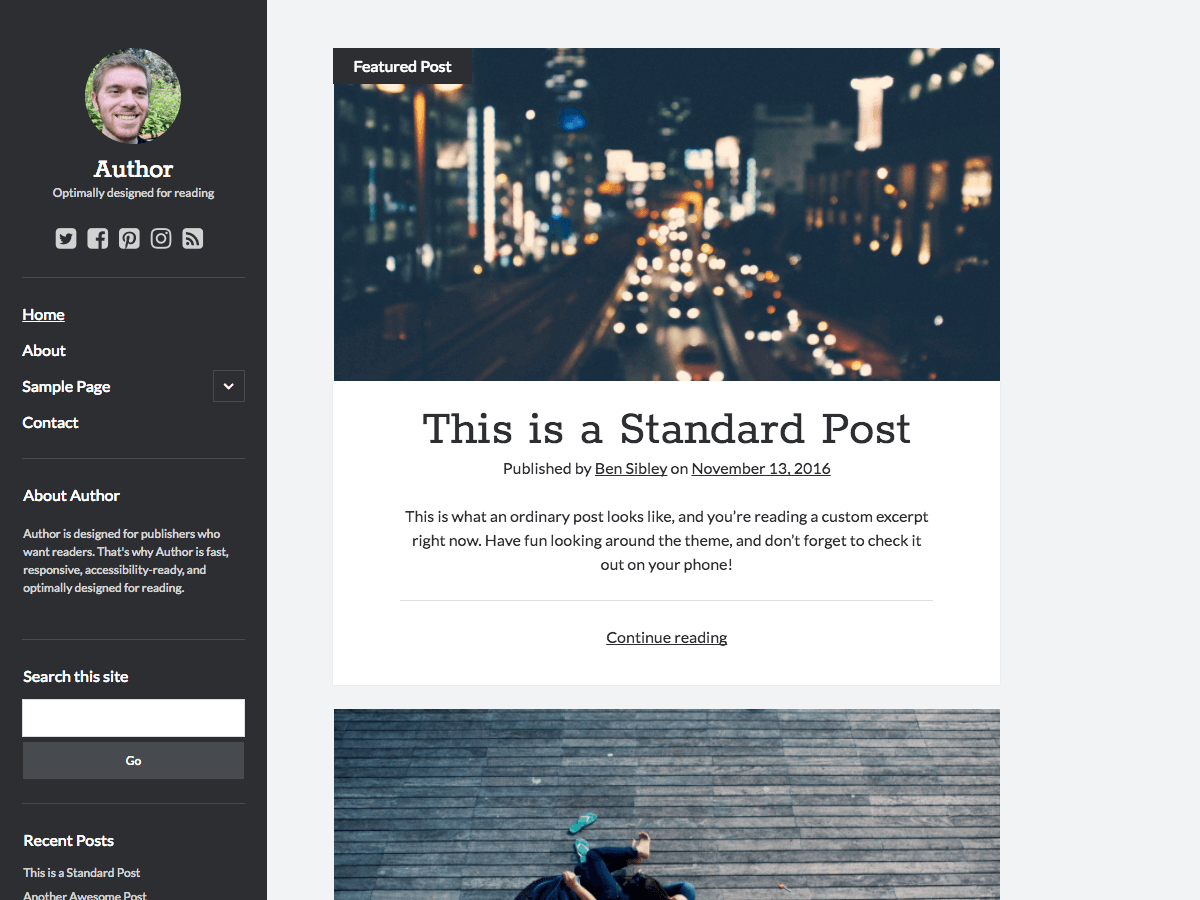 Author
Optimally designed for reading
Home
About
Sample Page
Contact
About Author
Author is designed for publishers who
want readers. That's why Author is fast,
responsive, accessibility-ready, and
optimally designed for reading.
Search this site
Go
Recent Posts
This is a Standard Post
Another Awesome Post
Featured Post
This is a Standard Post
Published by Ben Sibley on November 13, 2016
This is what an ordinary post looks like, and you’re reading a custom excerpt
right now. Have fun looking around the theme, and don’t forget to check it
out on your phone!
Continue reading